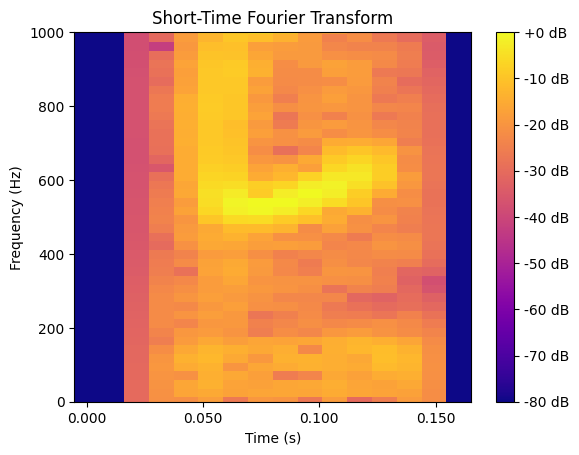 Short-Time Fourier Transform
1000
800
600
400
200
0
Frequency (Hz)
0.000
0.050
0.100
0.150
Time (s)
+0 dB
-10 dB
-20 dB
-30 dB
-40 dB
-50 dB
-60 dB
-70 dB
-80 dB